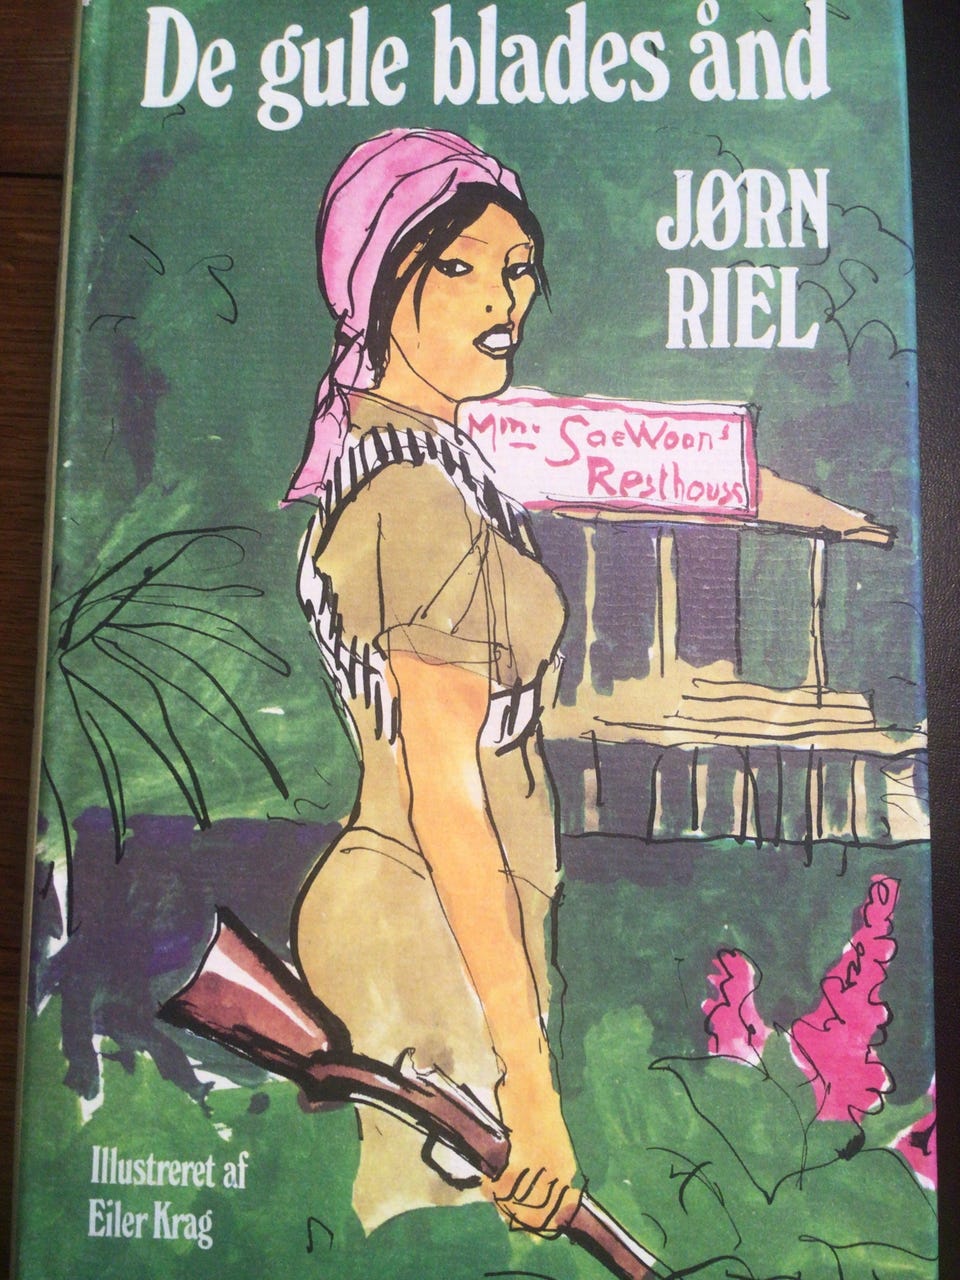 De gule blades ånd
JØRN
RIEL
Mme SaeWoon's
Resthouse
Illustreret af
Eiler Krag